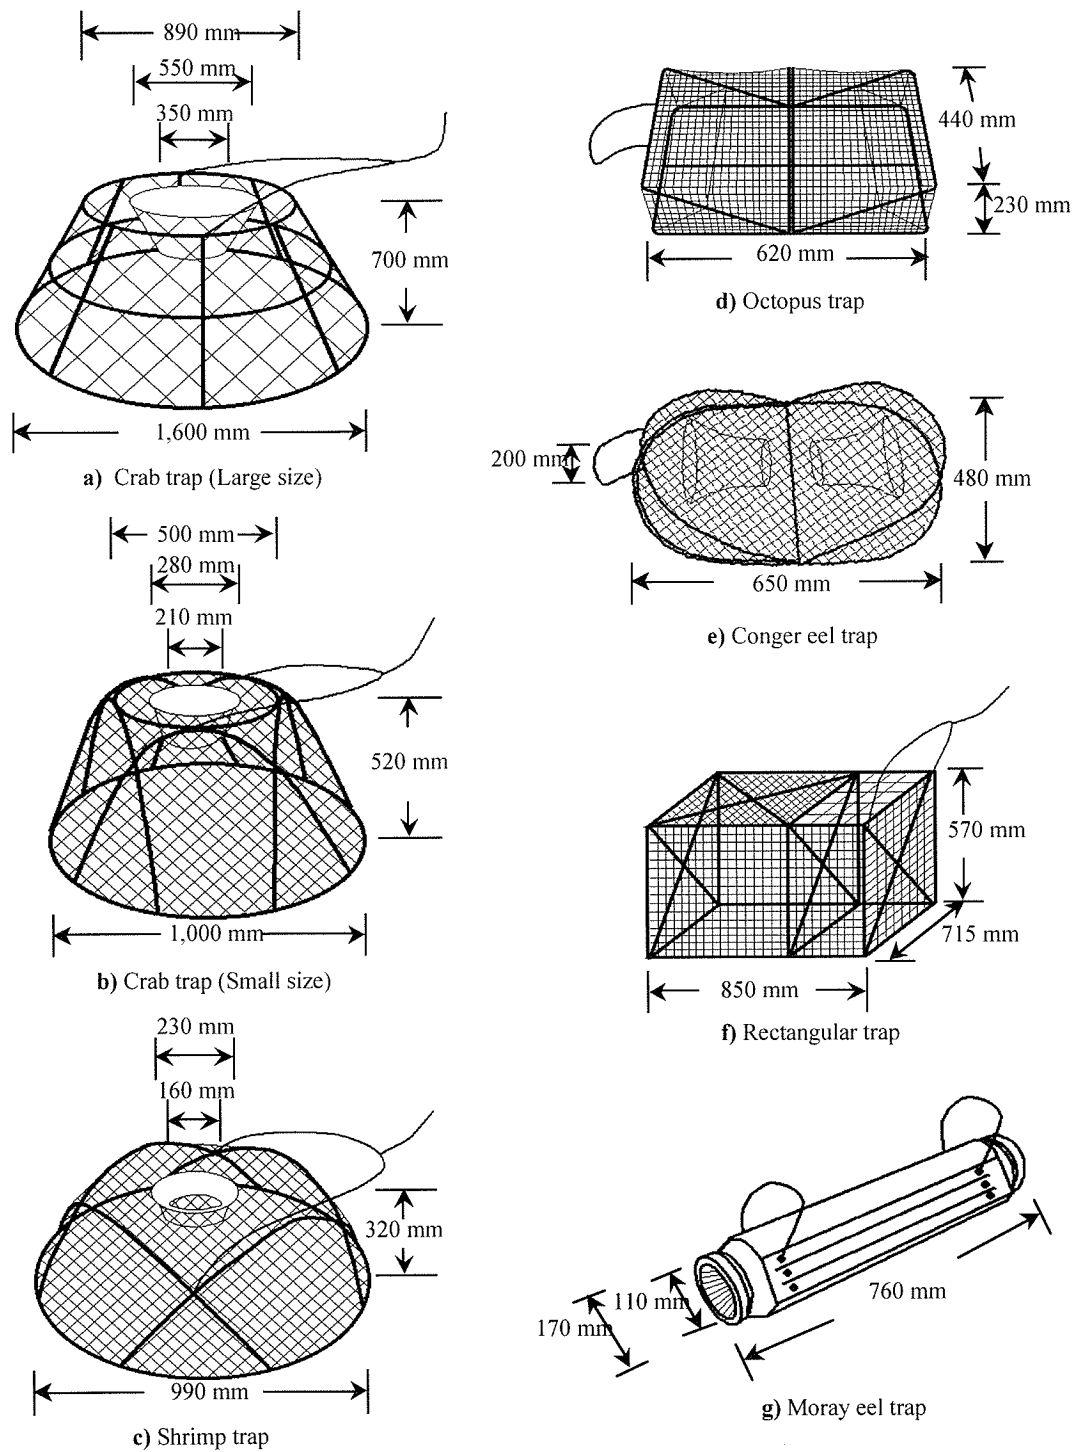 890 mm
550 mm
350 mm
700 mm
1,600 mm
a) Crab trap (Large size)
500 mm
280 mm
210 mm
520 mm
1,000 mm
b) Crab trap (Small size)
230 mm
160 mm
320 mm
990 mm
c) Shrimp trap
440 mm
230 mm
620 mm
d) Octopus trap
200 mm
480 mm
650 mm
e) Conger eel trap
570 mm
715 mm
850 mm
f) Rectangular trap
110 mm
170 mm
760 mm
g) Moray eel trap